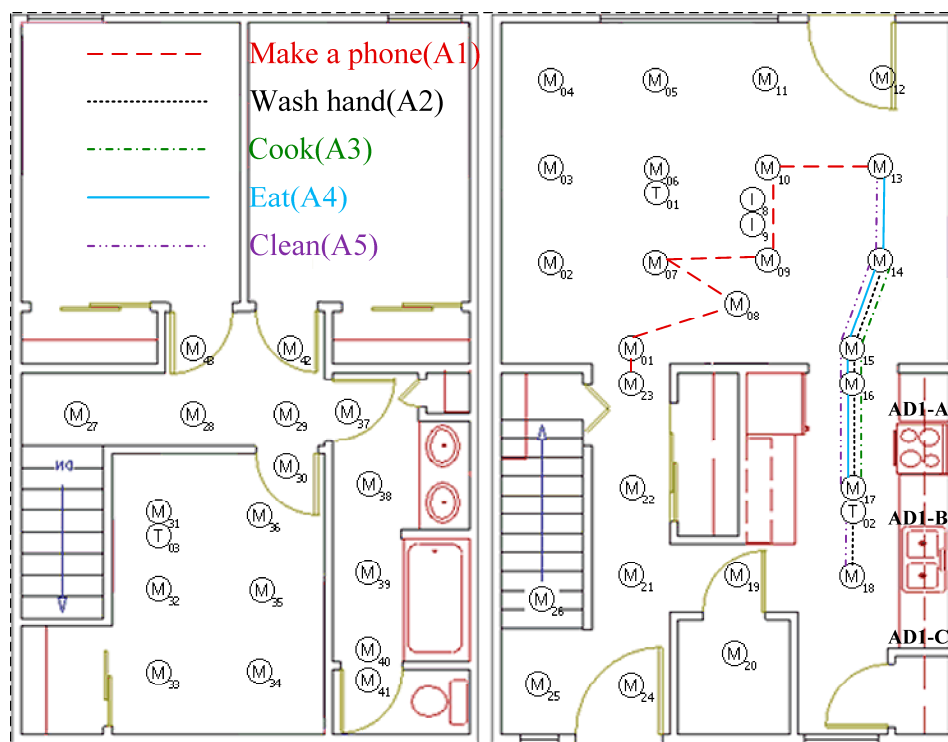 Make a phone(A1)
Wash hand(A2)
Cook(A3)
Eat(A4)
Clean(A5)
M04 M05 M11 M12
M03 M06 M10 M13
T01
I8
I9
M02 M07 M09 M14
M08
M43 M42 M01 M15
M23 M16
M27 M28 M29 M37
AD1-A
M30
DN
M38 M22 M17
M31 M36 T02
AD1-B
T03
M32 M35 M39 M21 M19 M18
M26
AD1-C
M40 M20
M33 M34 M41 M25 M24